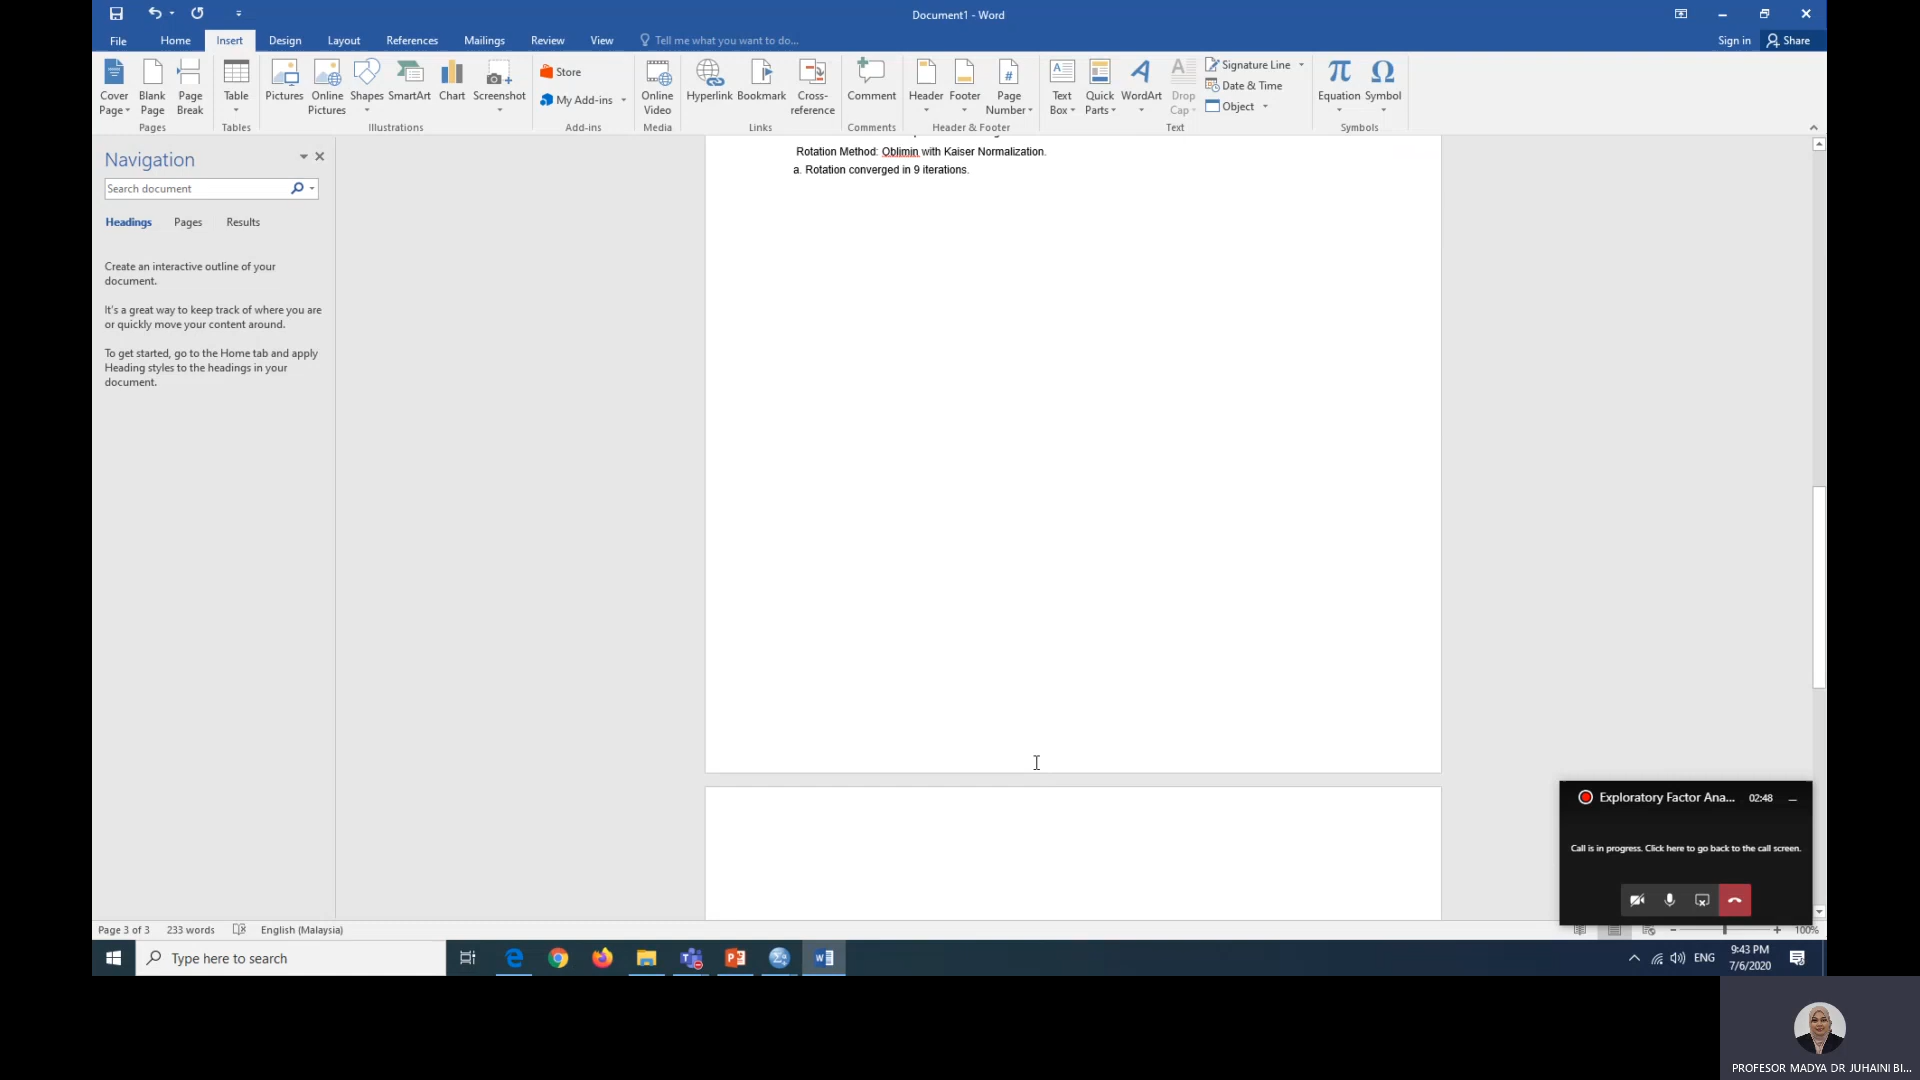 Document1 - Word
File Home Insert Design Layout References Mailings Review View Tell me what you want to do... Sign in Share
Cover Page Blank Page Page Break Table Pictures Online Pictures Shapes SmartArt Chart Screenshot Store My Add-ins Online Video Hyperlink Bookmark Cross-reference Comment Header Footer Page Number Text Box Quick Parts WordArt Drop Cap Signature Line Date & Time Object Equation Symbol
Pages Tables Illustrations Add-ins Media Links Comments Header & Footer Text Symbols
Navigation
Search document
Headings Pages Results
Create an interactive outline of your
document.
It's a great way to keep track of where you are
or quickly move your content around.
To get started, go to the Home tab and apply
Heading styles to the headings in your
document.
Rotation Method: Oblimin with Kaiser Normalization.
a. Rotation converged in 9 iterations.
Exploratory Factor Ana... 02:48
Call is in progress. Click here to go back to the call screen.
Page 3 of 3 233 words English (Malaysia) 100%
Type here to search
ENG
9:43 PM
7/6/2020
PROFESOR MADYA DR JUHAINI BI...